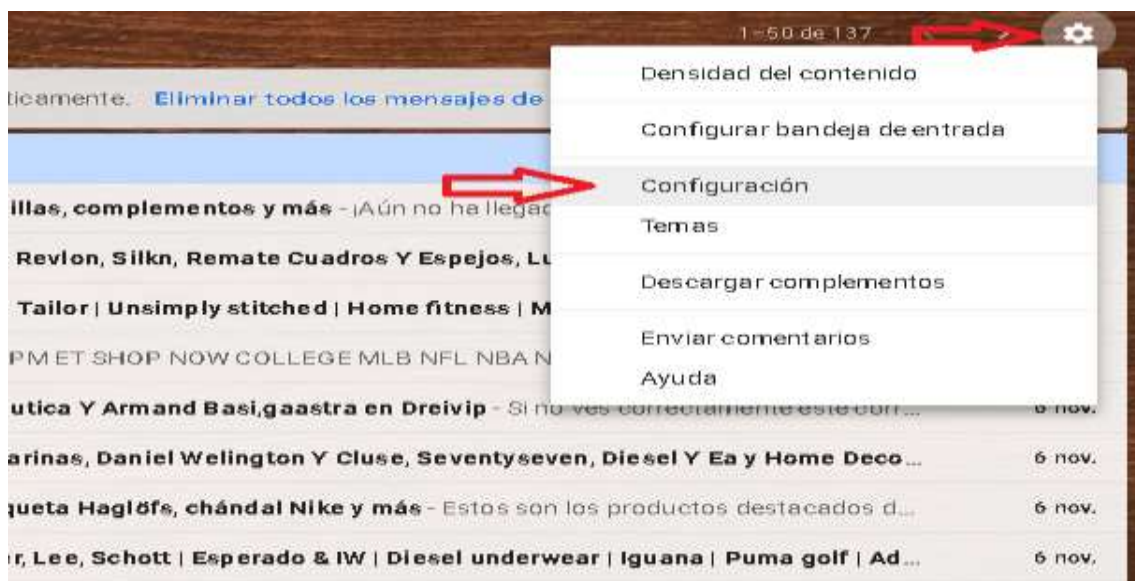 1-50 de 137
Densidad del contenido
ticamente. Eliminar todos los mensajes de
Configurar bandeja de entrada
Configuración
illas, complementos y más - ¡Aún no ha llegad
Temas
Revlon, Silkn, Remate Cuadros Y Espejos, Lu
Descargar complementos
Tailor | Unsimply stitched | Home fitness | M
Enviar comentarios
PM ET SHOP NOW COLLEGE MLB NFL NBA N
Ayuda
utica Y Armand Basi,gaastra en Dreivip - Si no ves correctamente este corr...
6 nov.
arinas, Daniel Welington Y Cluse, Seventyseven, Diesel Y Ea y Home Deco...
6 nov.
queta Haglöfs, chándal Nike y más - Estos son los productos destacados d...
6 nov.
r, Lee, Schott | Esperado & IW | Diesel underwear | Iguana | Puma golf | Ad...
6 nov.